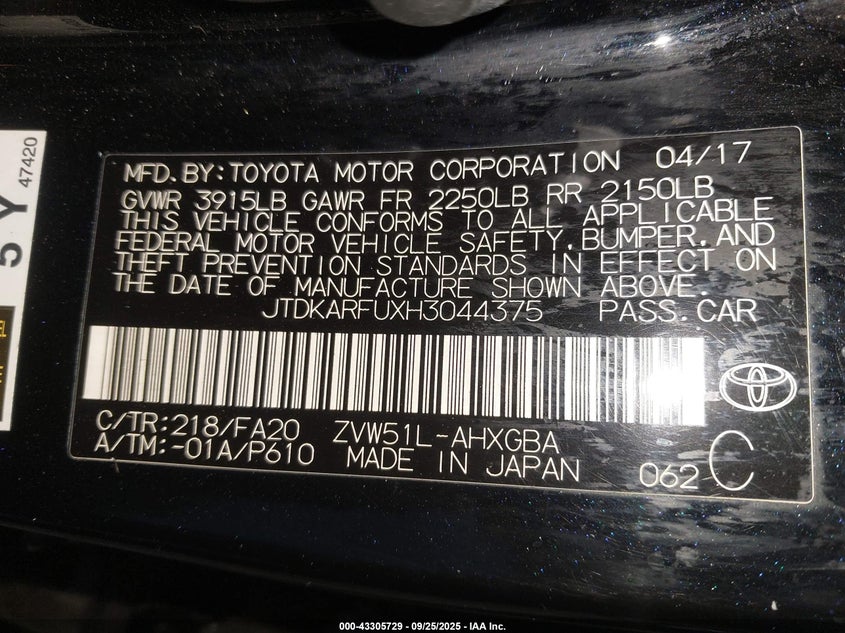 MFD.BY:TOYOTA MOTOR CORPORATION 04/17
GVWR 3915LB GAWR FR 2250LB RR 2150LB
THIS VEHICLE CONFORMS TO ALL APPLICABLE
FEDERAL MOTOR VEHICLE SAFETY,BUMPER,AND
THEFT PREVENTION STANDARDS IN EFFECT ON
THE DATE OF MANUFACTURE SHOWN ABOVE.
JTDKARFUXH3044375 PASS.CAR
C/TR:218/FA20 ZVW51L-AHXGBA
A/TM:-01A/P610 MADE IN JAPAN 062 C
5Y
47420
000-43305729 - 09/25/2025 - IAA Inc.